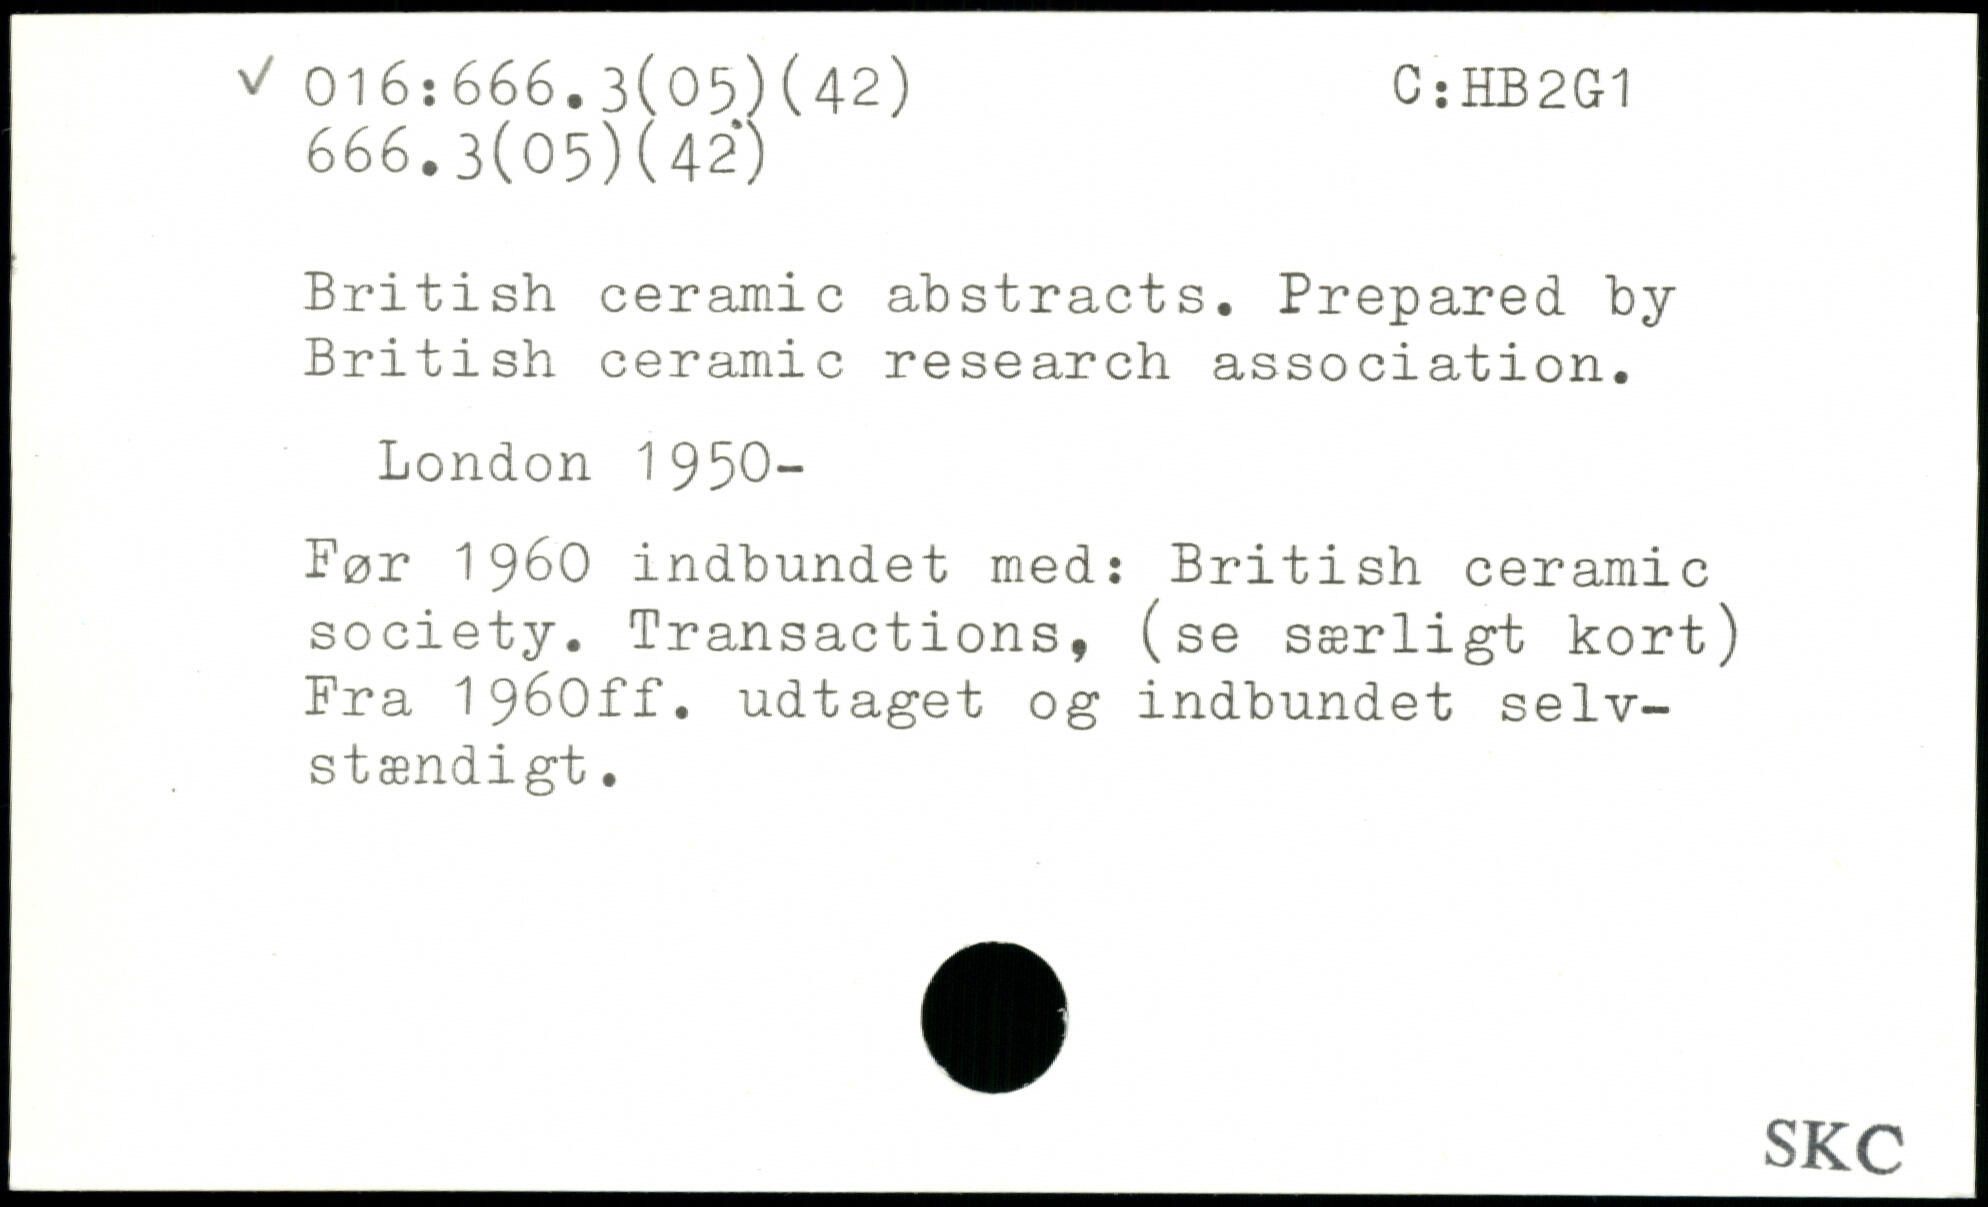 ✓ 016:666.3(05)(42) C:HB2G1
666.3(05)(42)
British ceramic abstracts. Prepared by
British ceramic research association.
London 1950-
Før 1960 indbundet med: British ceramic
society. Transactions, (se særligt kort)
Fra 1960ff. udtaget og indbundet selv-
stændigt.
SKC